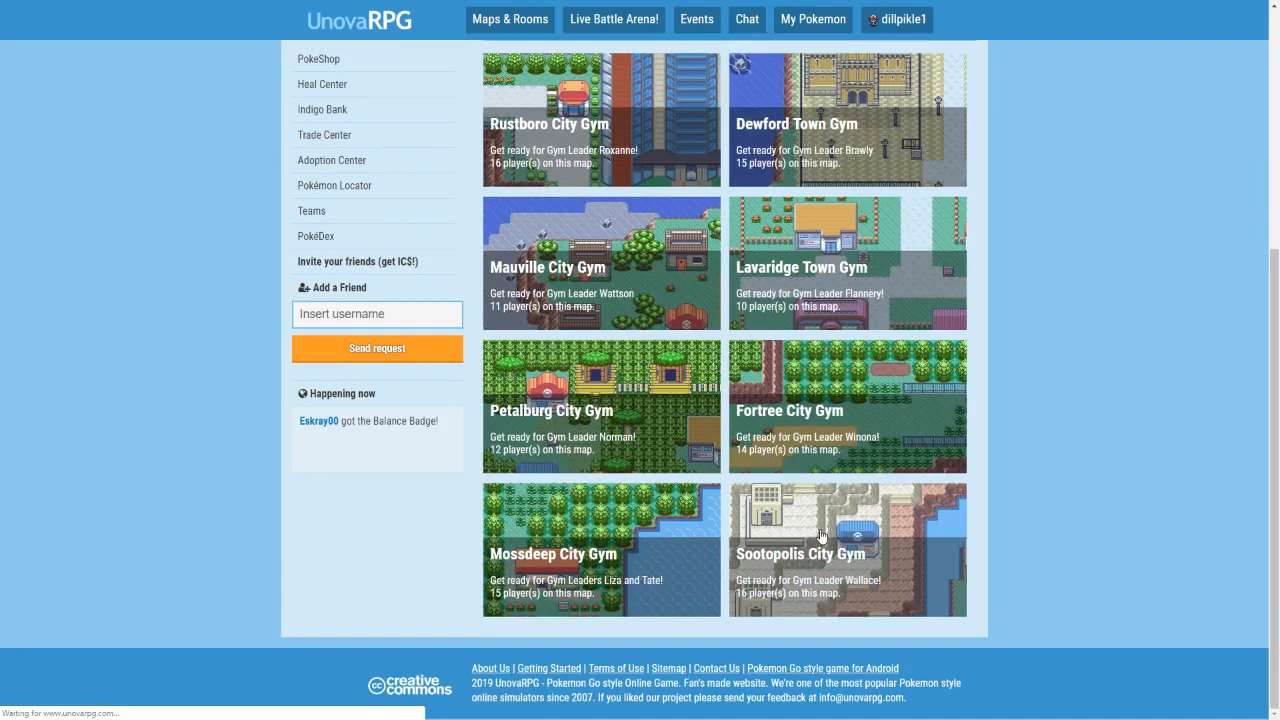 UnovaRPG
Maps & Rooms
Live Battle Arena!
Events
Chat
My Pokemon
dillpikle1
PokeShop
Heal Center
Indigo Bank
Trade Center
Adoption Center
Pokémon Locator
Teams
PokéDex
Invite your friends (get IC$!)
Add a Friend
Insert username
Send request
Happening now
Eskray00 got the Balance Badge!
Rustboro City Gym
Get ready for Gym Leader Roxanne!
16 player(s) on this map.
Dewford Town Gym
Get ready for Gym Leader Brawly
15 player(s) on this map.
Mauville City Gym
Get ready for Gym Leader Wattson
11 player(s) on this map.
Lavaridge Town Gym
Get ready for Gym Leader Flannery!
10 player(s) on this map.
Petalburg City Gym
Get ready for Gym Leader Norman!
12 player(s) on this map.
Fortree City Gym
Get ready for Gym Leader Winona!
14 player(s) on this map.
Mossdeep City Gym
Get ready for Gym Leaders Liza and Tate!
15 player(s) on this map.
Sootopolis City Gym
Get ready for Gym Leader Wallace!
16 player(s) on this map.
cc creative commons
About Us | Getting Started | Terms of Use | Sitemap | Contact Us | Pokemon Go style game for Android
2019 UnovaRPG - Pokemon Go style Online Game. Fan's made website. We're one of the most popular Pokemon style
online simulators since 2007. If you liked our project please send your feedback at info@unovarpg.com.
Waiting for www.unovarpg.com...